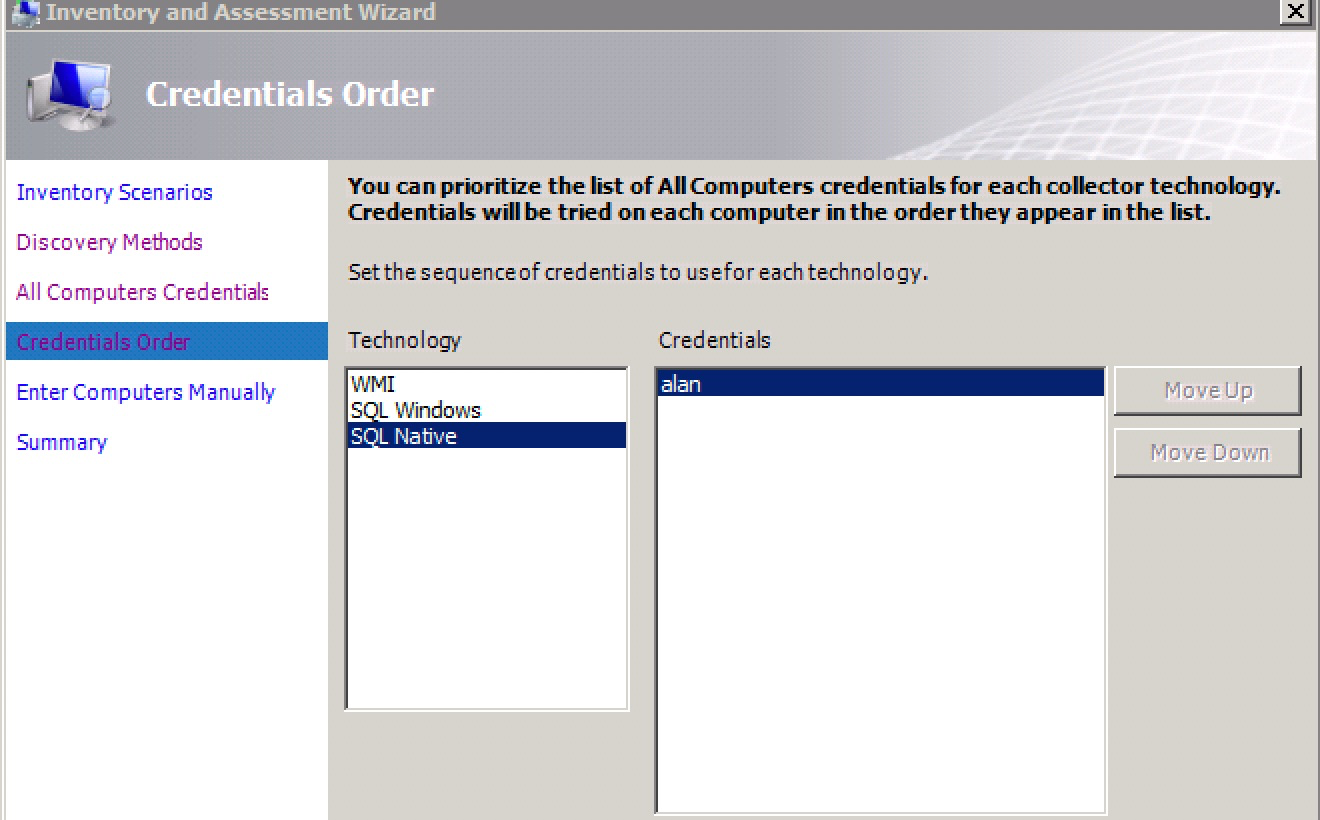 Inventory and Assessment Wizard
Credentials Order
Inventory Scenarios
Discovery Methods
All Computers Credentials
Credentials Order
Enter Computers Manually
Summary
You can prioritize the list of All Computers credentials for each collector technology.
Credentials will be tried on each computer in the order they appear in the list.
Set the sequence of credentials to use for each technology.
Technology
WMI
SQL Windows
SQL Native
Credentials
alan
Move Up
Move Down